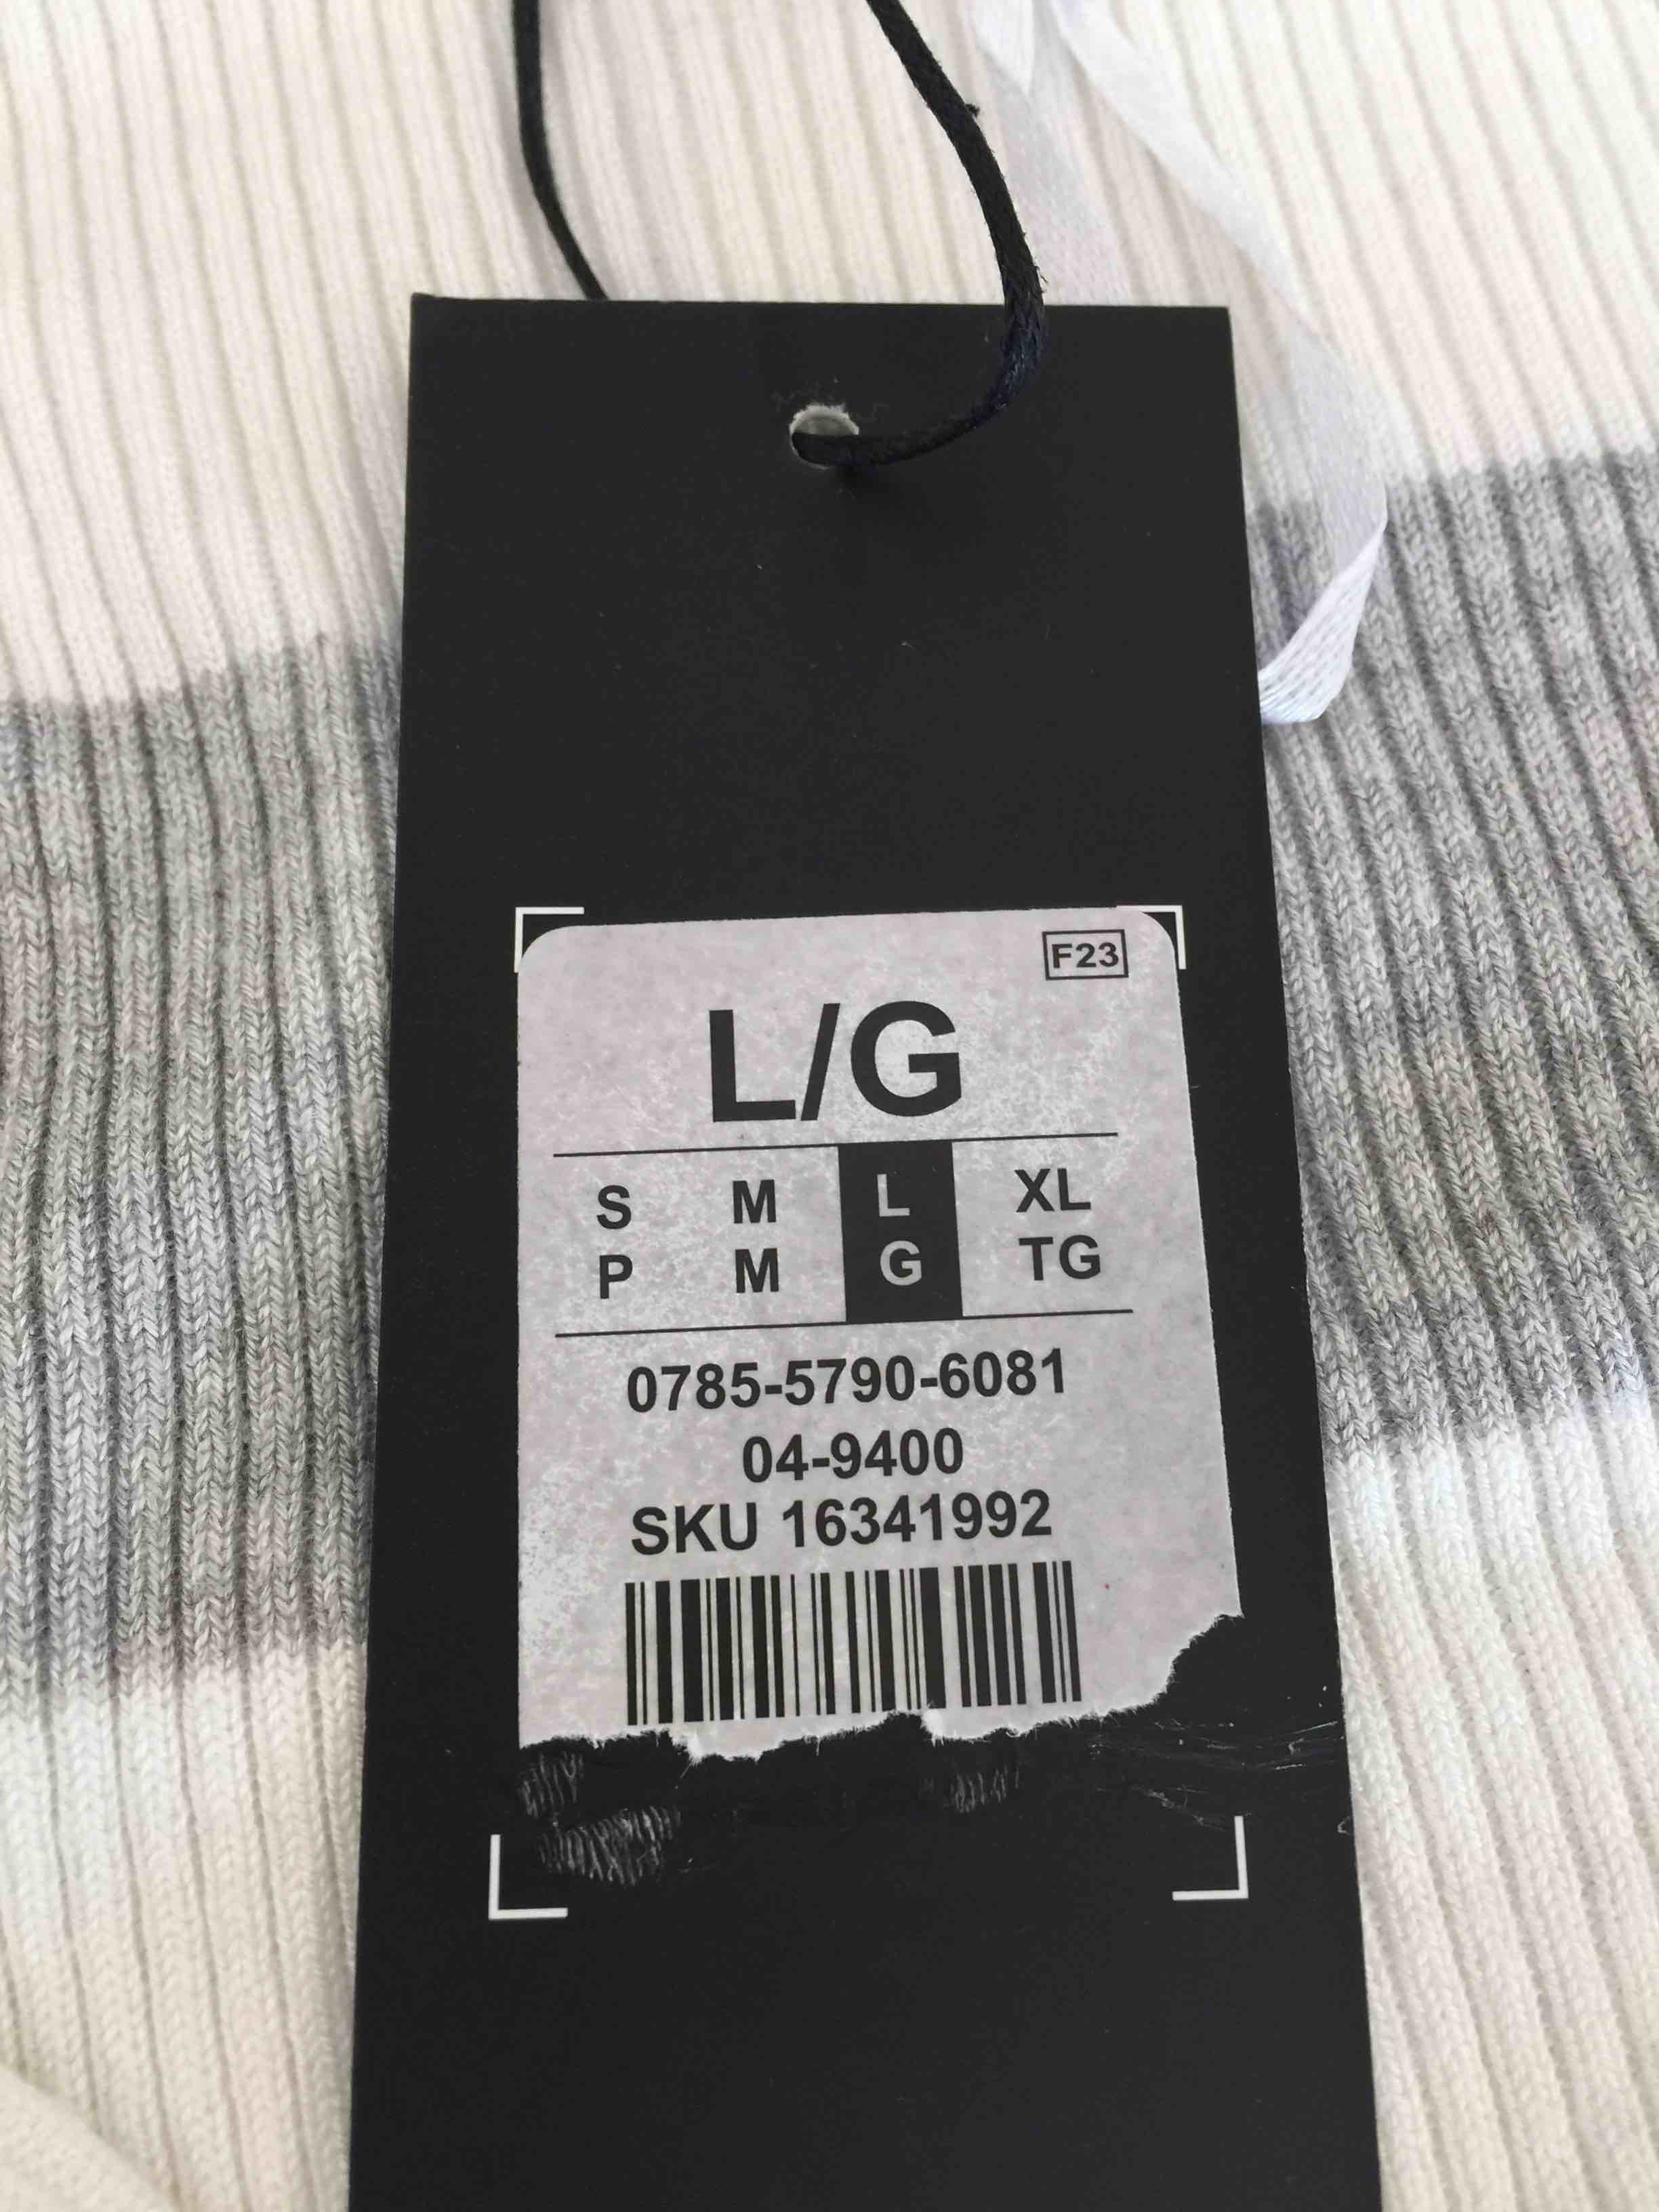 F23
L/G
S M L XL
P M G TG
0785-5790-6081
04-9400
SKU 16341992